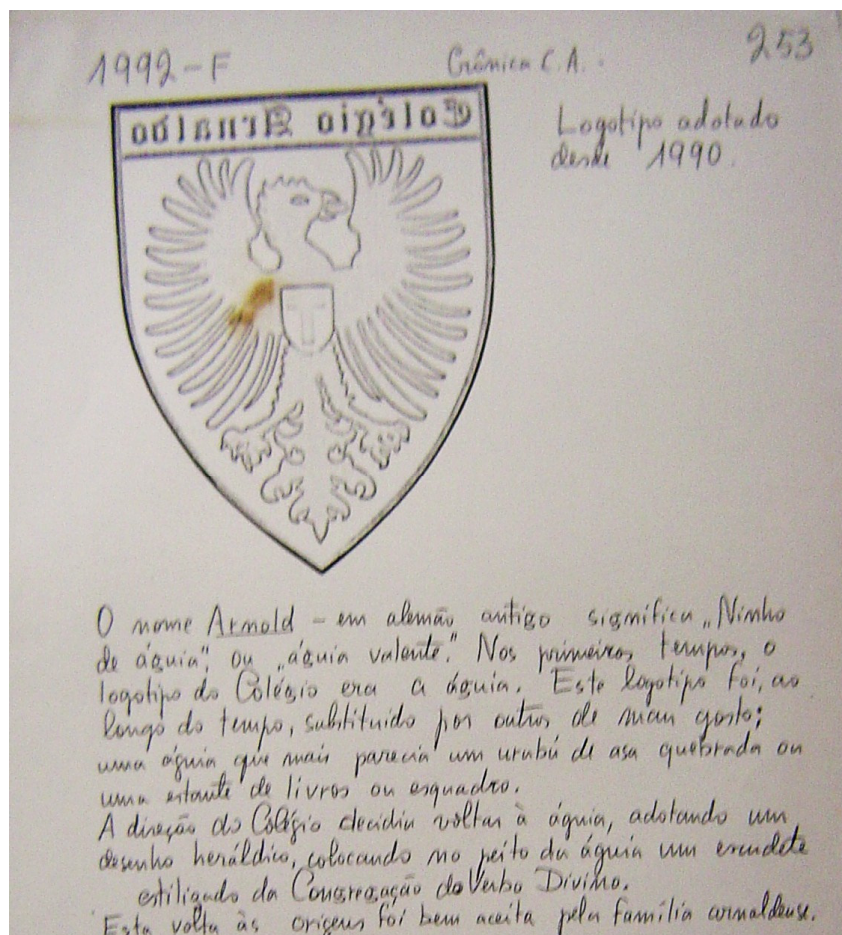 1992-F
Crônica C.A.
253
Colégio Arnaldo
Logotipo adotado
desde 1990.
O nome Arnold - em alemão antigo significa „Ninho
de águia", ou „águia valente." Nos primeiros tempos, o
logotipo do Colégio era a águia. Este logotipo foi, ao
longo do tempo, substituído por outros de mau gosto;
uma águia que mais parecia um urubú de asa quebrada ou
uma estante de livros ou esquadro.
A direção do Colégio decidiu voltar à águia, adotando um
desenho heráldico, colocando no peito da águia um escudete
estilizado da Congregação do Verbo Divino.
Esta volta às origens foi bem aceita pela família arnaldense.